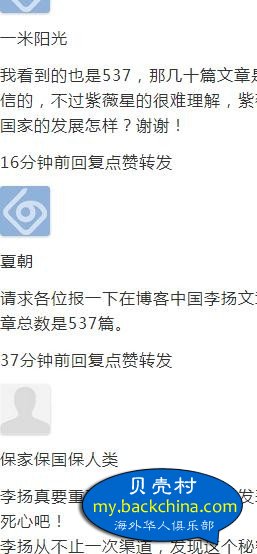 一米阳光
我看到的也是537，那几十篇文章是
信的，不过紫薇星的很难理解，紫
国家的发展怎样？谢谢！
16分钟前回复点赞转发
夏朝
请求各位报一下在博客中国李扬文
章总数是537篇。
37分钟前回复点赞转发
保家保国保人类
李扬真要重
发
死心吧！
李扬从不止一次渠道，发现这个秘
贝壳村
my.backchina.com
海外华人俱乐部